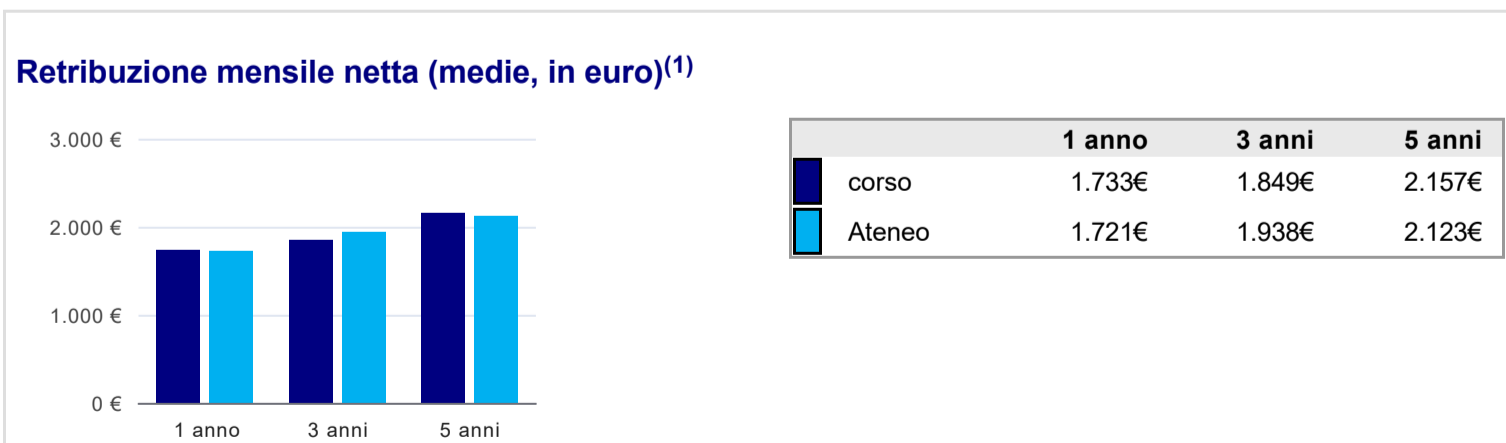 Retribuzione mensile netta (medie, in euro)(1)
3.000 €
2.000 €
1.000 €
0 €
1 anno 3 anni 5 anni
1 anno 3 anni 5 anni
corso 1.733€ 1.849€ 2.157€
Ateneo 1.721€ 1.938€ 2.123€